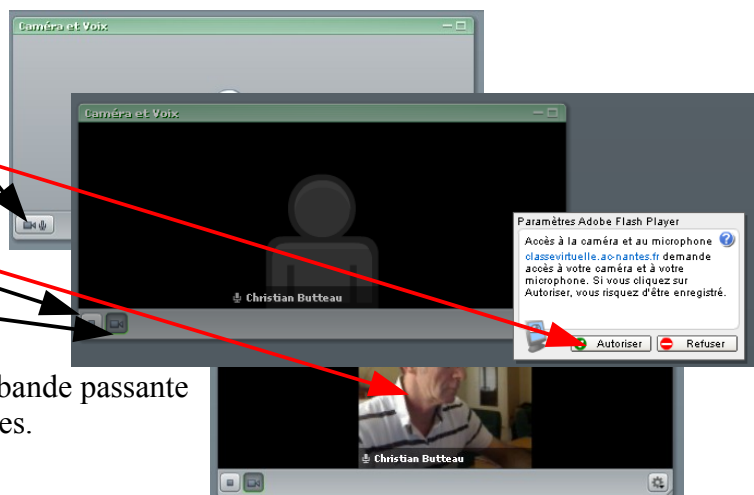 Caméra et Voix
Caméra et Voix
Christian Butteau
Paramètres Adobe Flash Player
Accès à la caméra et au microphone
classevirtuelle.ac-nantes.fr demande
accès à votre caméra et à votre
microphone. Si vous cliquez sur
Autoriser, vous risquez d'être enregistré.
Autoriser
Refuser
bande passante
es.
Christian Butteau